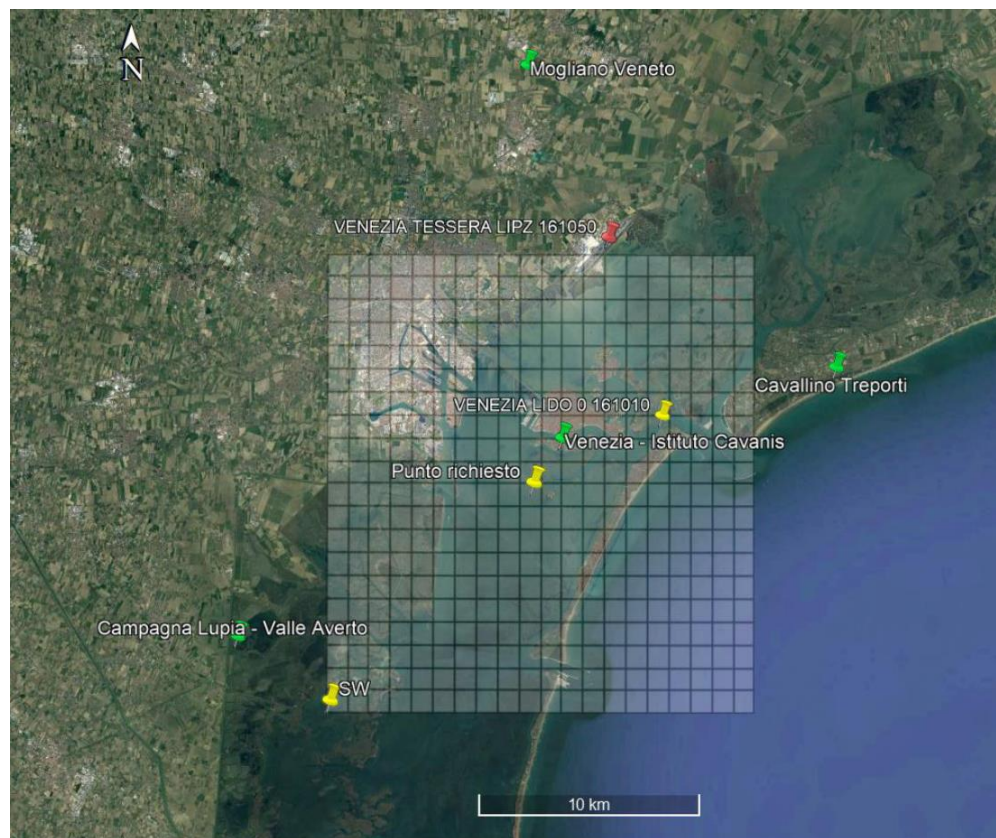 N
Mogliano Veneto
VENEZIA TESSERA LIPZ 161050
Cavallino Treporti
VENEZIA LIDO 0 161010
Venezia - Istituto Cavanis
Punto richiesto
Campagna Lupia - Valle Averto
SW
10 km